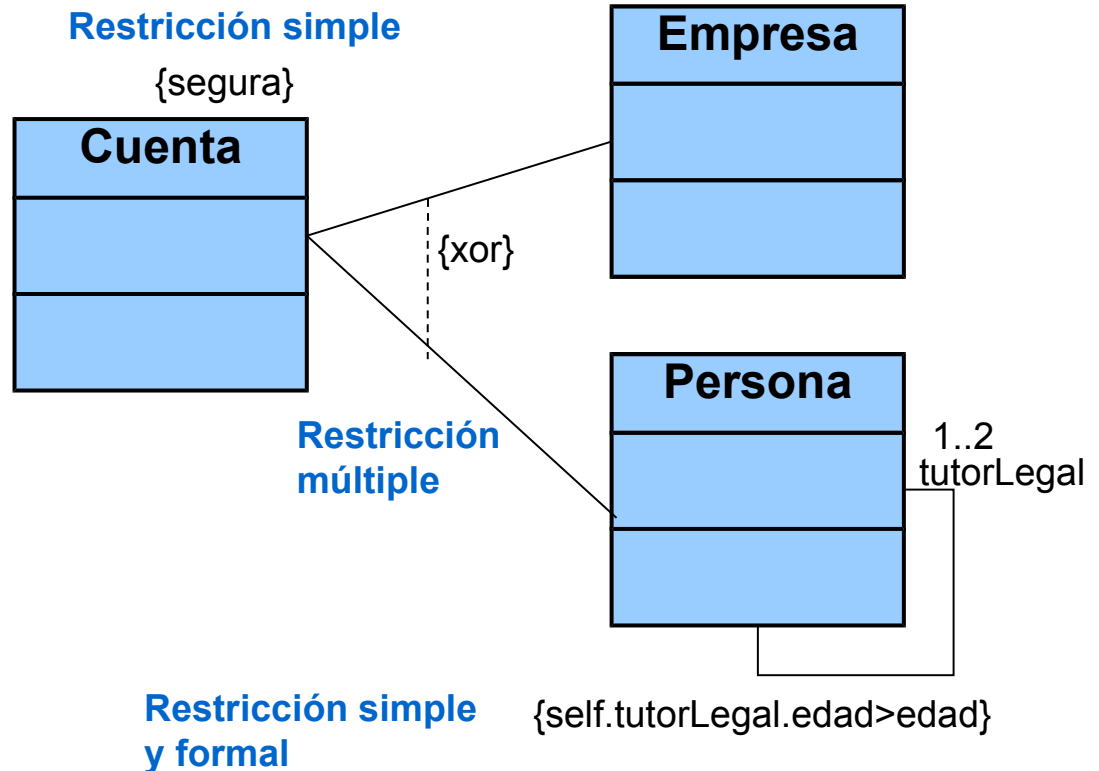 Restricción simple
{segura}
Cuenta
Empresa
{xor}
Restricción
múltiple
Persona
1..2
tutorLegal
{self.tutorLegal.edad>edad}
Restricción simple
y formal